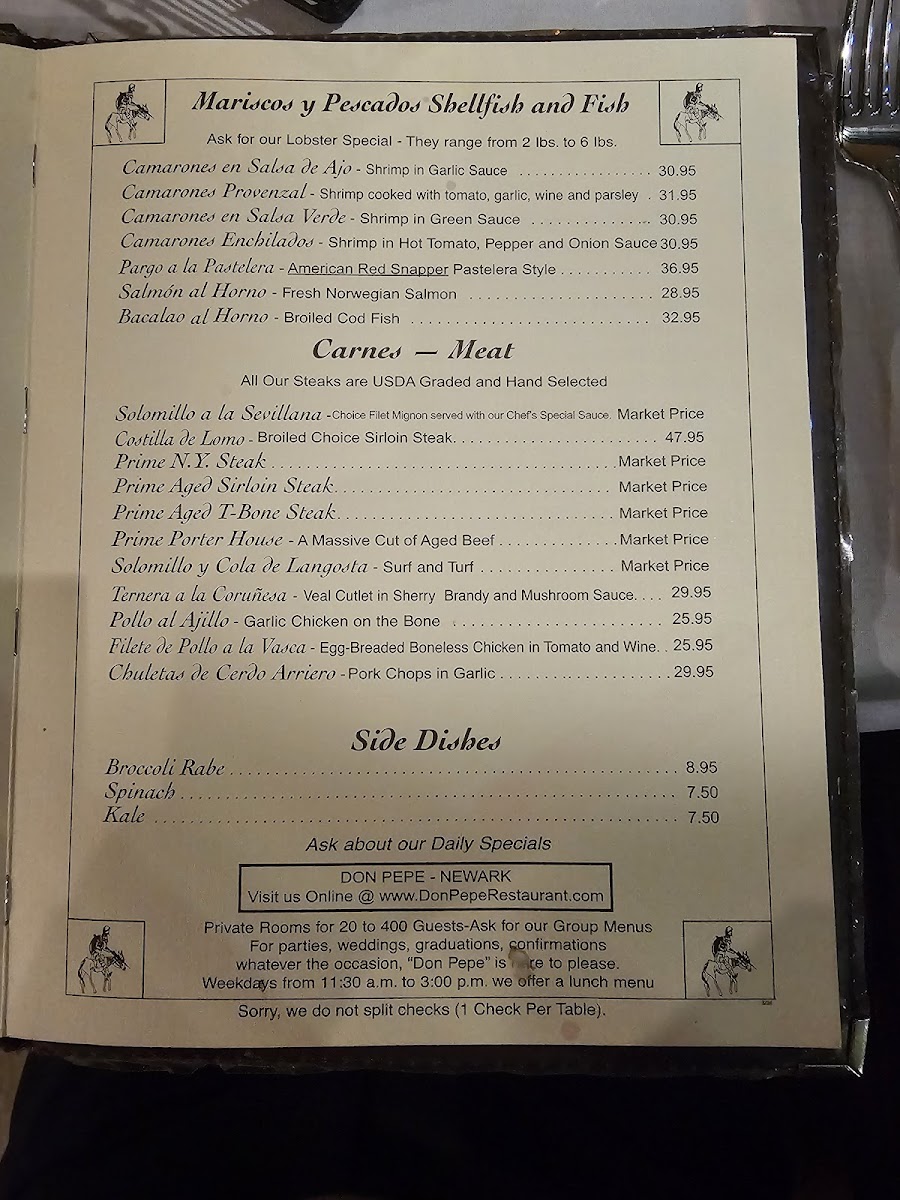 Mariscos y Pescados Shellfish and Fish
Ask for our Lobster Special - They range from 2 lbs. to 6 lbs.
Camarones en Salsa de Ajo - Shrimp in Garlic Sauce . . . . . . . . . . . . . . . . . 30.95
Camarones Provenzal - Shrimp cooked with tomato, garlic, wine and parsley . . 31.95
Camarones en Salsa Verde - Shrimp in Green Sauce . . . . . . . . . . . . ... 30.95
Camarones Enchilados - Shrimp in Hot Tomato, Pepper and Onion Sauce 30.95
Pargo a la Pastelera - American Red Snapper Pastelera Style . . . . . . . . . . . 36.95
Salmón al Horno - Fresh Norwegian Salmon . . . . . . . . . . . . . . . . . . . . . . 28.95
Bacalao al Horno - Broiled Cod Fish . . . . . . . . . . . . . . . . . . . . . . . . . . . . 32.95
Carnes — Meat
All Our Steaks are USDA Graded and Hand Selected
Solomillo a la Sevillana -Choice Filet Mignon served with our Chef's Special Sauce. Market Price
Costilla de Lomo - Broiled Choice Sirloin Steak. . . . . . . . . . . . . . . . . . . . . . . . 47.95
Prime N.Y. Steak . . . . . . . . . . . . . . . . . . . . . . . . . . . . . . . . . . . . . . . . Market Price
Prime Aged Sirloin Steak. . . . . . . . . . . . . . . . . . . . . . . . . . . . . . . . Market Price
Prime Aged T-Bone Steak. . . . . . . . . . . . . . . . . . . . . . . . . . . . . . . . Market Price
Prime Porter House - A Massive Cut of Aged Beef . . . . . . . . . . . . . . Market Price
Solomillo y Cola de Langosta - Surf and Turf . . . . . . . . . . . . . . . . Market Price
Ternera a la Coruñesa - Veal Cutlet in Sherry Brandy and Mushroom Sauce. . . . 29.95
Pollo al Ajillo - Garlic Chicken on the Bone . . . . . . . . . . . . . . . . . . . . . . . . 25.95
Filete de Pollo a la Vasca - Egg-Breaded Boneless Chicken in Tomato and Wine. . 25.95
Chuletas de Cerdo Arriero - Pork Chops in Garlic . . . . . . . . . . . . . . . . . . . . 29.95
Side Dishes
Broccoli Rabe . . . . . . . . . . . . . . . . . . . . . . . . . . . . . . . . . . . . . . . . . . . . . . . . . . . 8.95
Spinach . . . . . . . . . . . . . . . . . . . . . . . . . . . . . . . . . . . . . . . . . . . . . . . . . . . . . . . . 7.50
Kale . . . . . . . . . . . . . . . . . . . . . . . . . . . . . . . . . . . . . . . . . . . . . . . . . . . . . . . . . . . 7.50
Ask about our Daily Specials
DON PEPE - NEWARK
Visit us Online @ www.DonPepeRestaurant.com
Private Rooms for 20 to 400 Guests-Ask for our Group Menus
For parties, weddings, graduations, confirmations
whatever the occasion, "Don Pepe" is to please.
Weekdays from 11:30 a.m. to 3:00 p.m. we offer a lunch menu
Sorry, we do not split checks (1 Check Per Table).